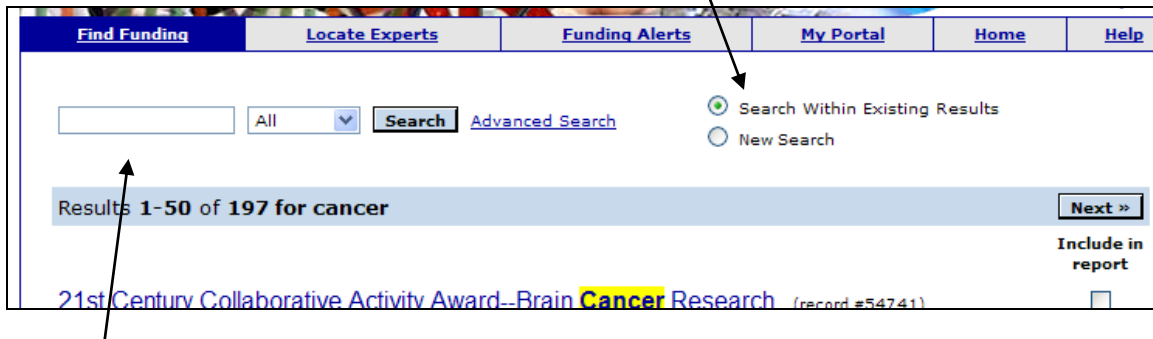 Find Funding Locate Experts Funding Alerts My Portal Home Help
All Search Advanced Search
Search Within Existing Results
New Search
Results 1-50 of 197 for cancer Next »
Include in
report
21st Century Collaborative Activity Award--Brain Cancer Research (record #54741)